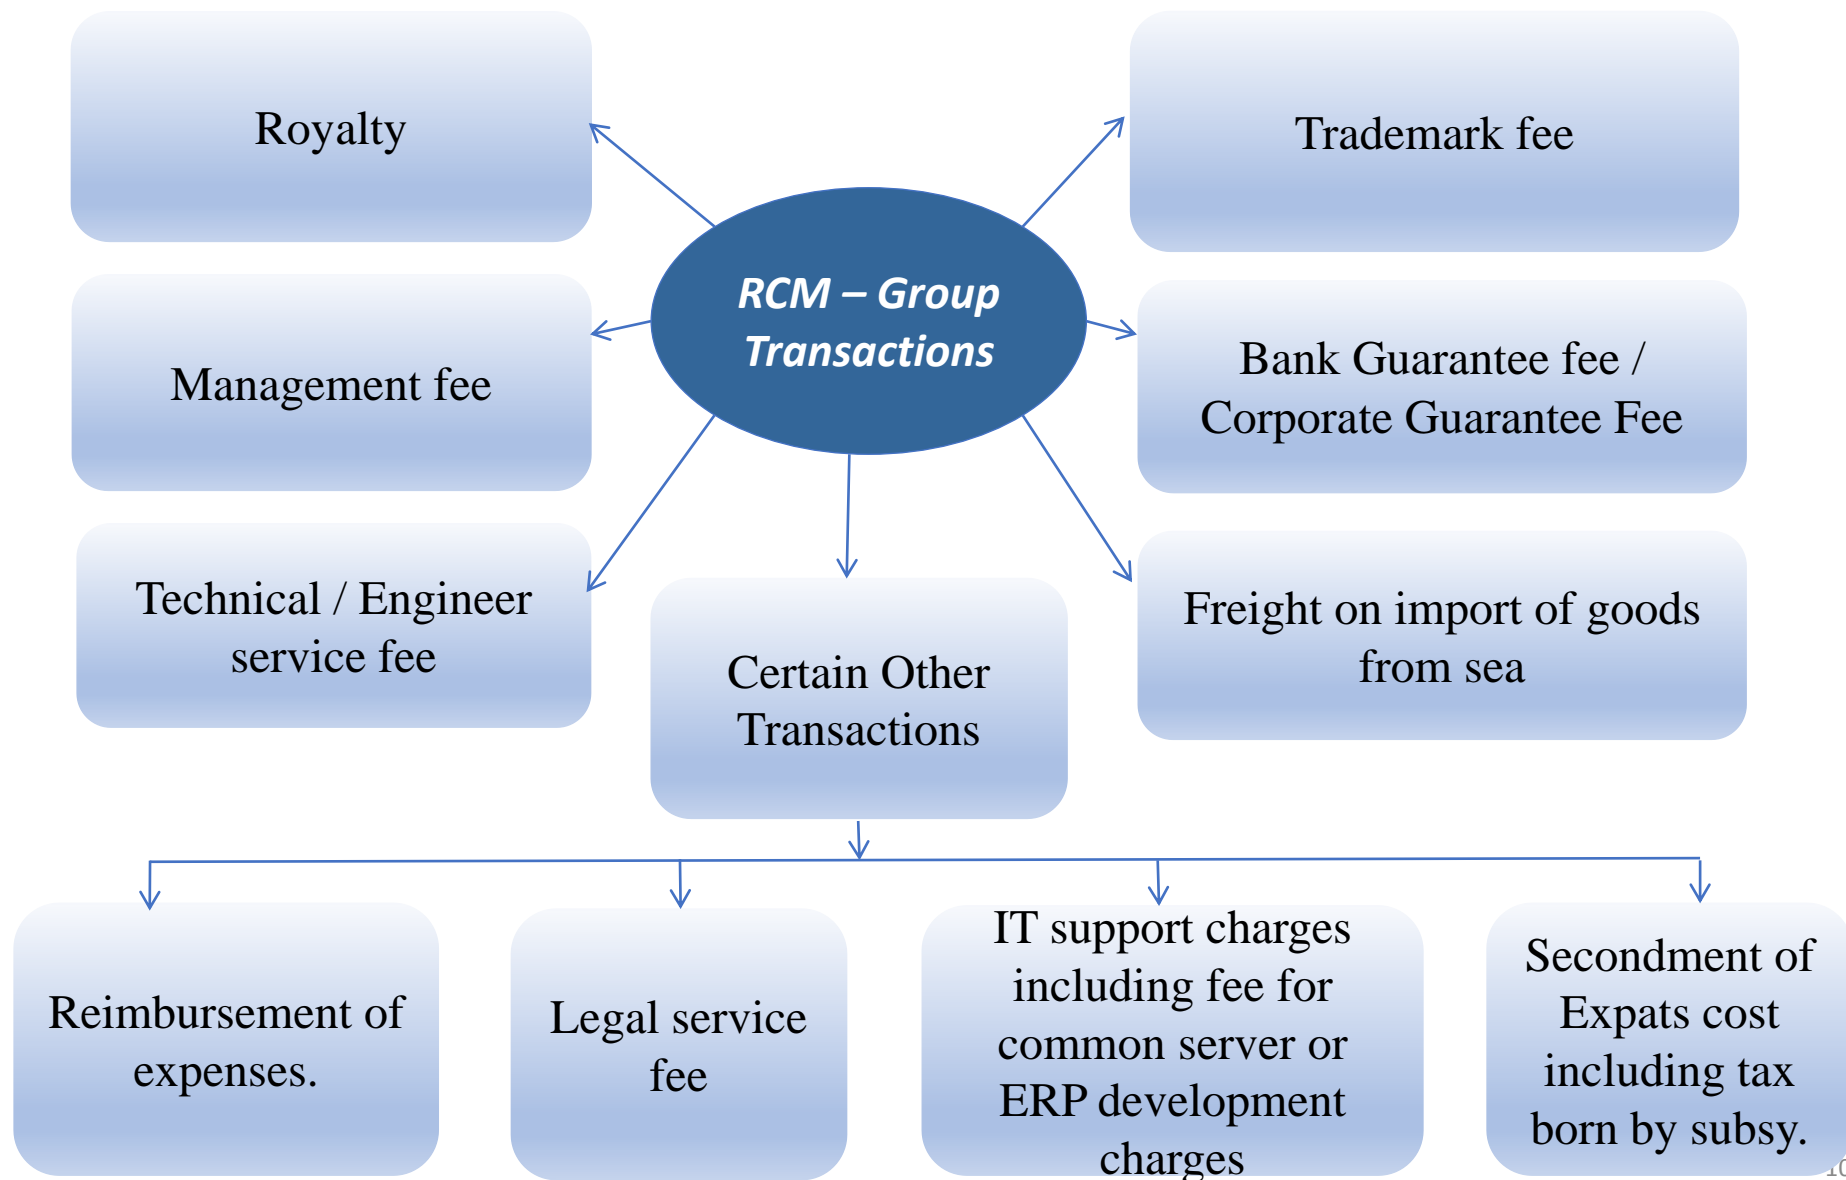 Royalty
Trademark fee
RCM – Group
Transactions
Management fee
Bank Guarantee fee /
Corporate Guarantee Fee
Technical / Engineer
service fee
Freight on import of goods
from sea
Certain Other
Transactions
Reimbursement of
expenses.
Legal service
fee
IT support charges
including fee for
common server or
ERP development
charges
Secondment of
Expats cost
including tax
born by subsy.